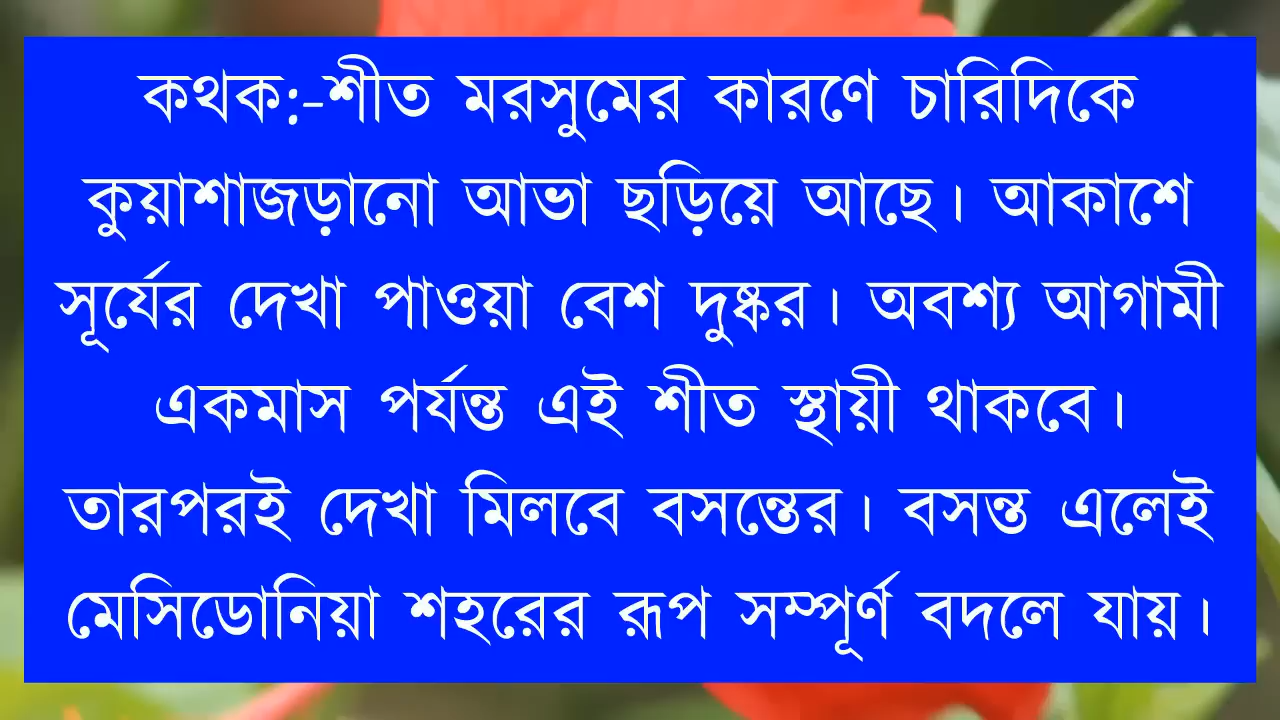 কথক:-শীত মরসুমের কারণে চারিদিকে
কুয়াশাজড়ানো আভা ছড়িয়ে আছে। আকাশে
সূর্যের দেখা পাওয়া বেশ দুষ্কর। অবশ্য আগামী
একমাস পর্যন্ত এই শীত স্থায়ী থাকবে।
তারপরই দেখা মিলবে বসন্তের। বসন্ত এলেই
মেসিডোনিয়া শহরের রূপ সম্পূর্ণ বদলে যায়।